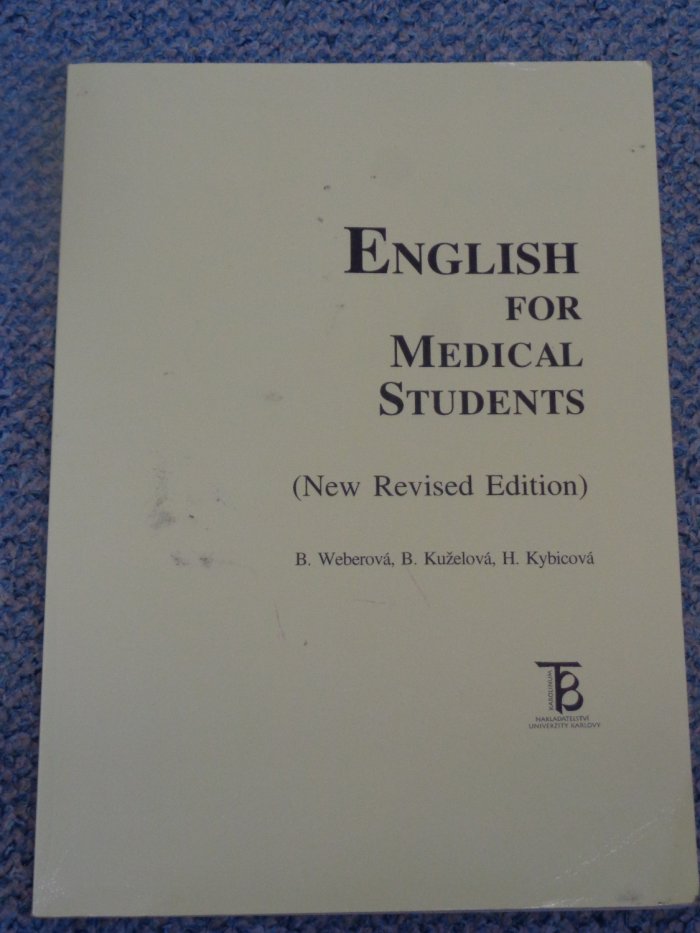 ENGLISH
FOR
MEDICAL
STUDENTS
(New Revised Edition)
B. Weberová, B. Kuželová, H. Kybicová
KAROLINUM
NAKLADATELSTVÍ
UNIVERZITY KARLOVY